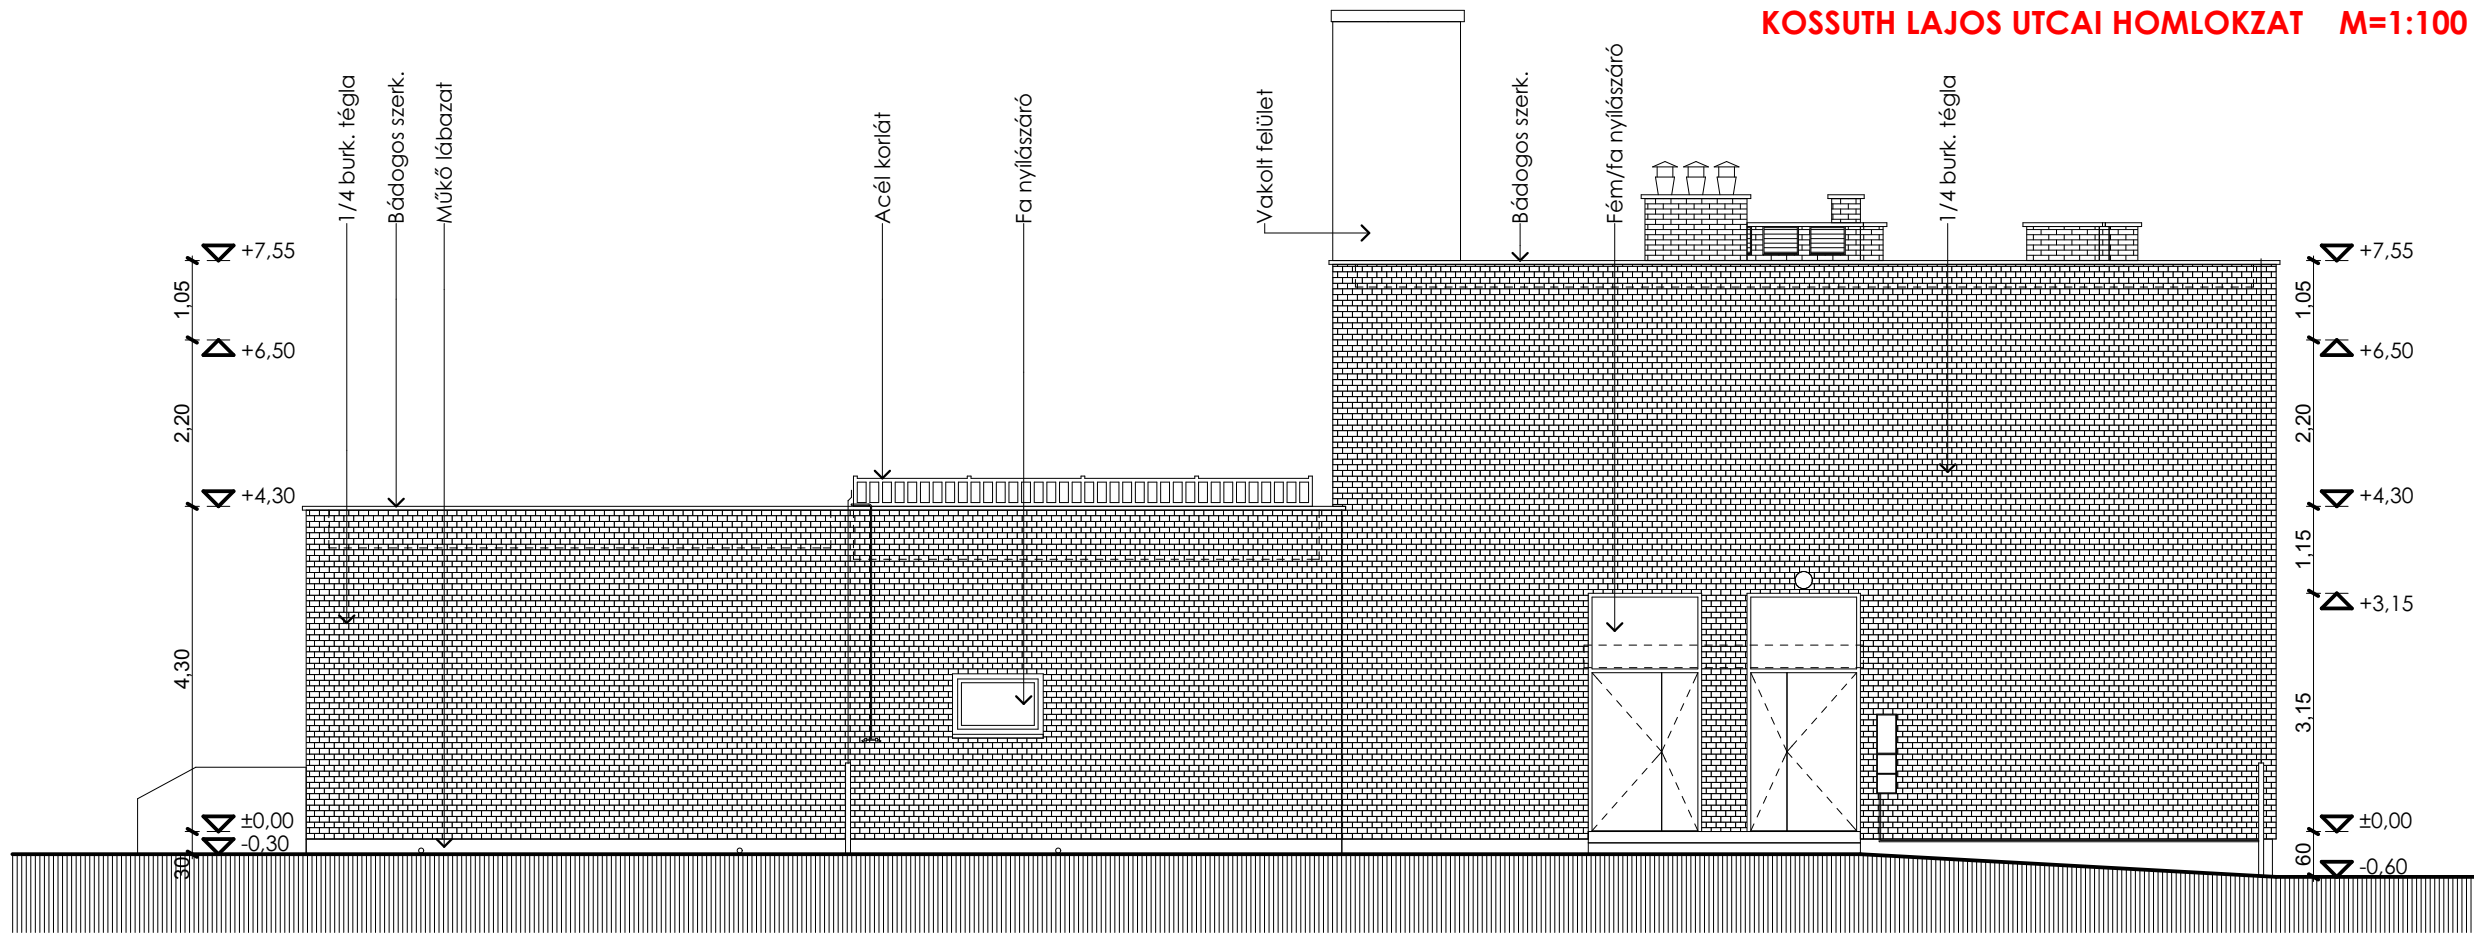 KOSSUTH LAJOS UTCAI HOMLOKZAT M=1:100
1/4 burk. tégla
Bádogos szerk.
Műkő lábazat
Acél korlát
Fa nyílászáró
Vakolt felület
Bádogos szerk.
Fém/fa nyílászáró
1/4 burk. tégla
+7,55
1,05
+6,50
2,20
+4,30
4,30
±0,00
-0,30
30
+7,55
1,05
+6,50
2,20
+4,30
1,15
+3,15
3,15
±0,00
60
-0,60